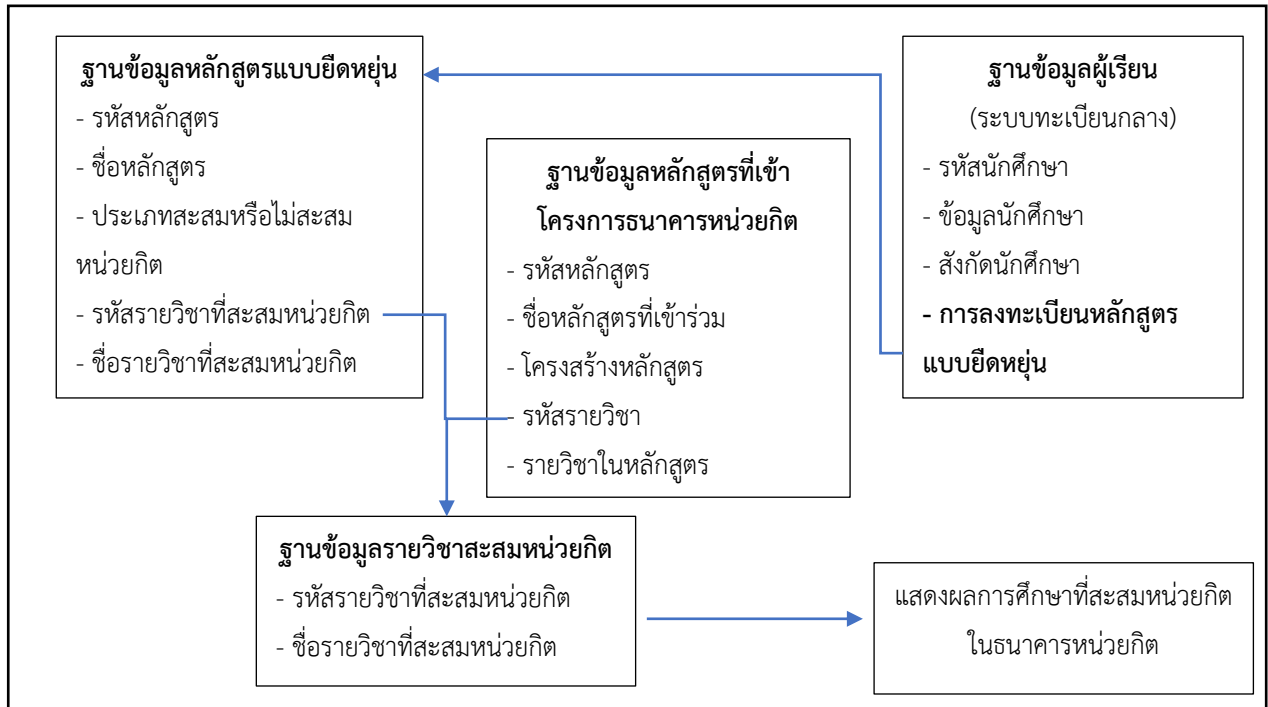 ฐานข้อมูลหลักสูตรแบบยืดหยุ่น
- รหัสหลักสูตร
- ชื่อหลักสูตร
- ประเภทสะสมหรือไม่สะสม
หน่วยกิต
- รหัสรายวิชาที่สะสมหน่วยกิต
- ชื่อรายวิชาที่สะสมหน่วยกิต
ฐานข้อมูลหลักสูตรที่เข้า
โครงการธนาคารหน่วยกิต
- รหัสหลักสูตร
- ชื่อหลักสูตรที่เข้าร่วม
- โครงสร้างหลักสูตร
- รหัสรายวิชา
- รายวิชาในหลักสูตร
ฐานข้อมูลผู้เรียน
(ระบบทะเบียนกลาง)
- รหัสนักศึกษา
- ข้อมูลนักศึกษา
- สังกัดนักศึกษา
- การลงทะเบียนหลักสูตร
แบบยืดหยุ่น
ฐานข้อมูลรายวิชาสะสมหน่วยกิต
- รหัสรายวิชาที่สะสมหน่วยกิต
- ชื่อรายวิชาที่สะสมหน่วยกิต
แสดงผลการศึกษาที่สะสมหน่วยกิต
ในธนาคารหน่วยกิต